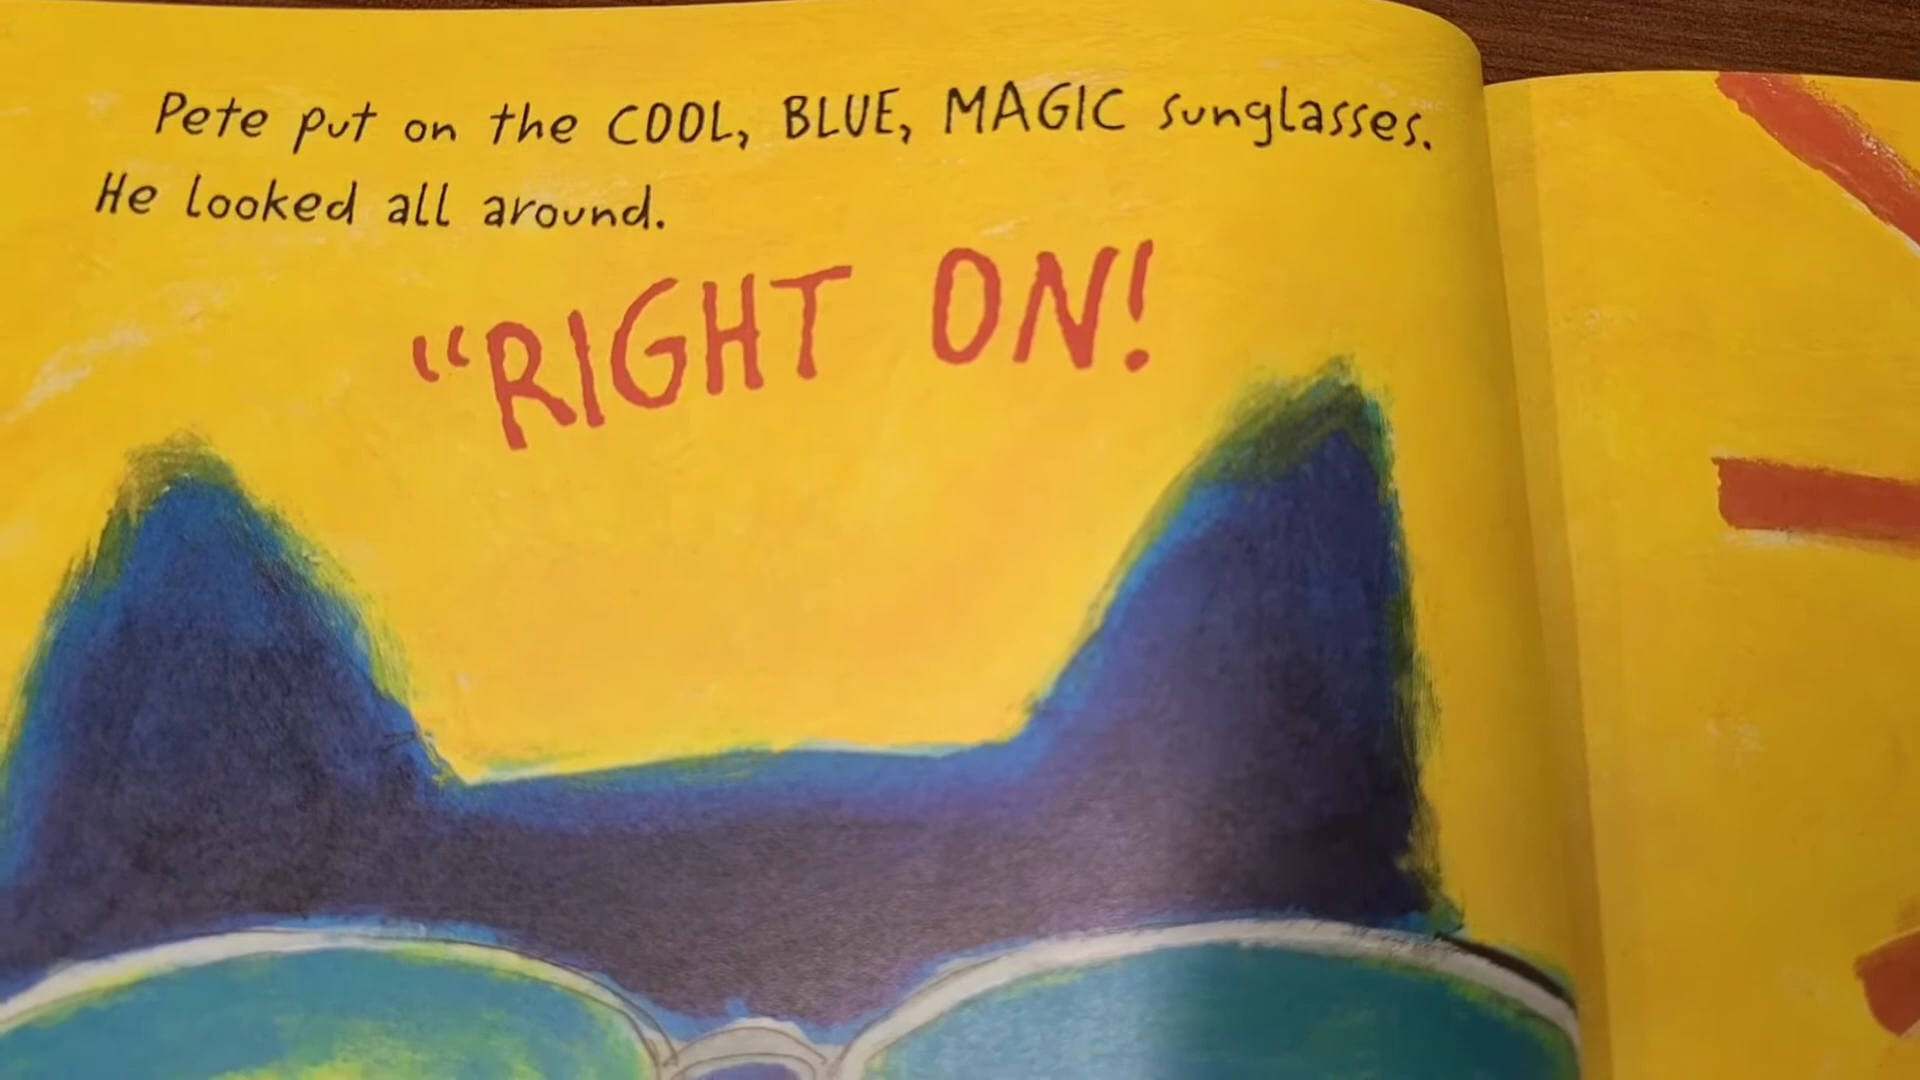 Pete put on the COOL, BLUE, MAGIC sunglasses.
He looked all around.
“RIGHT ON!